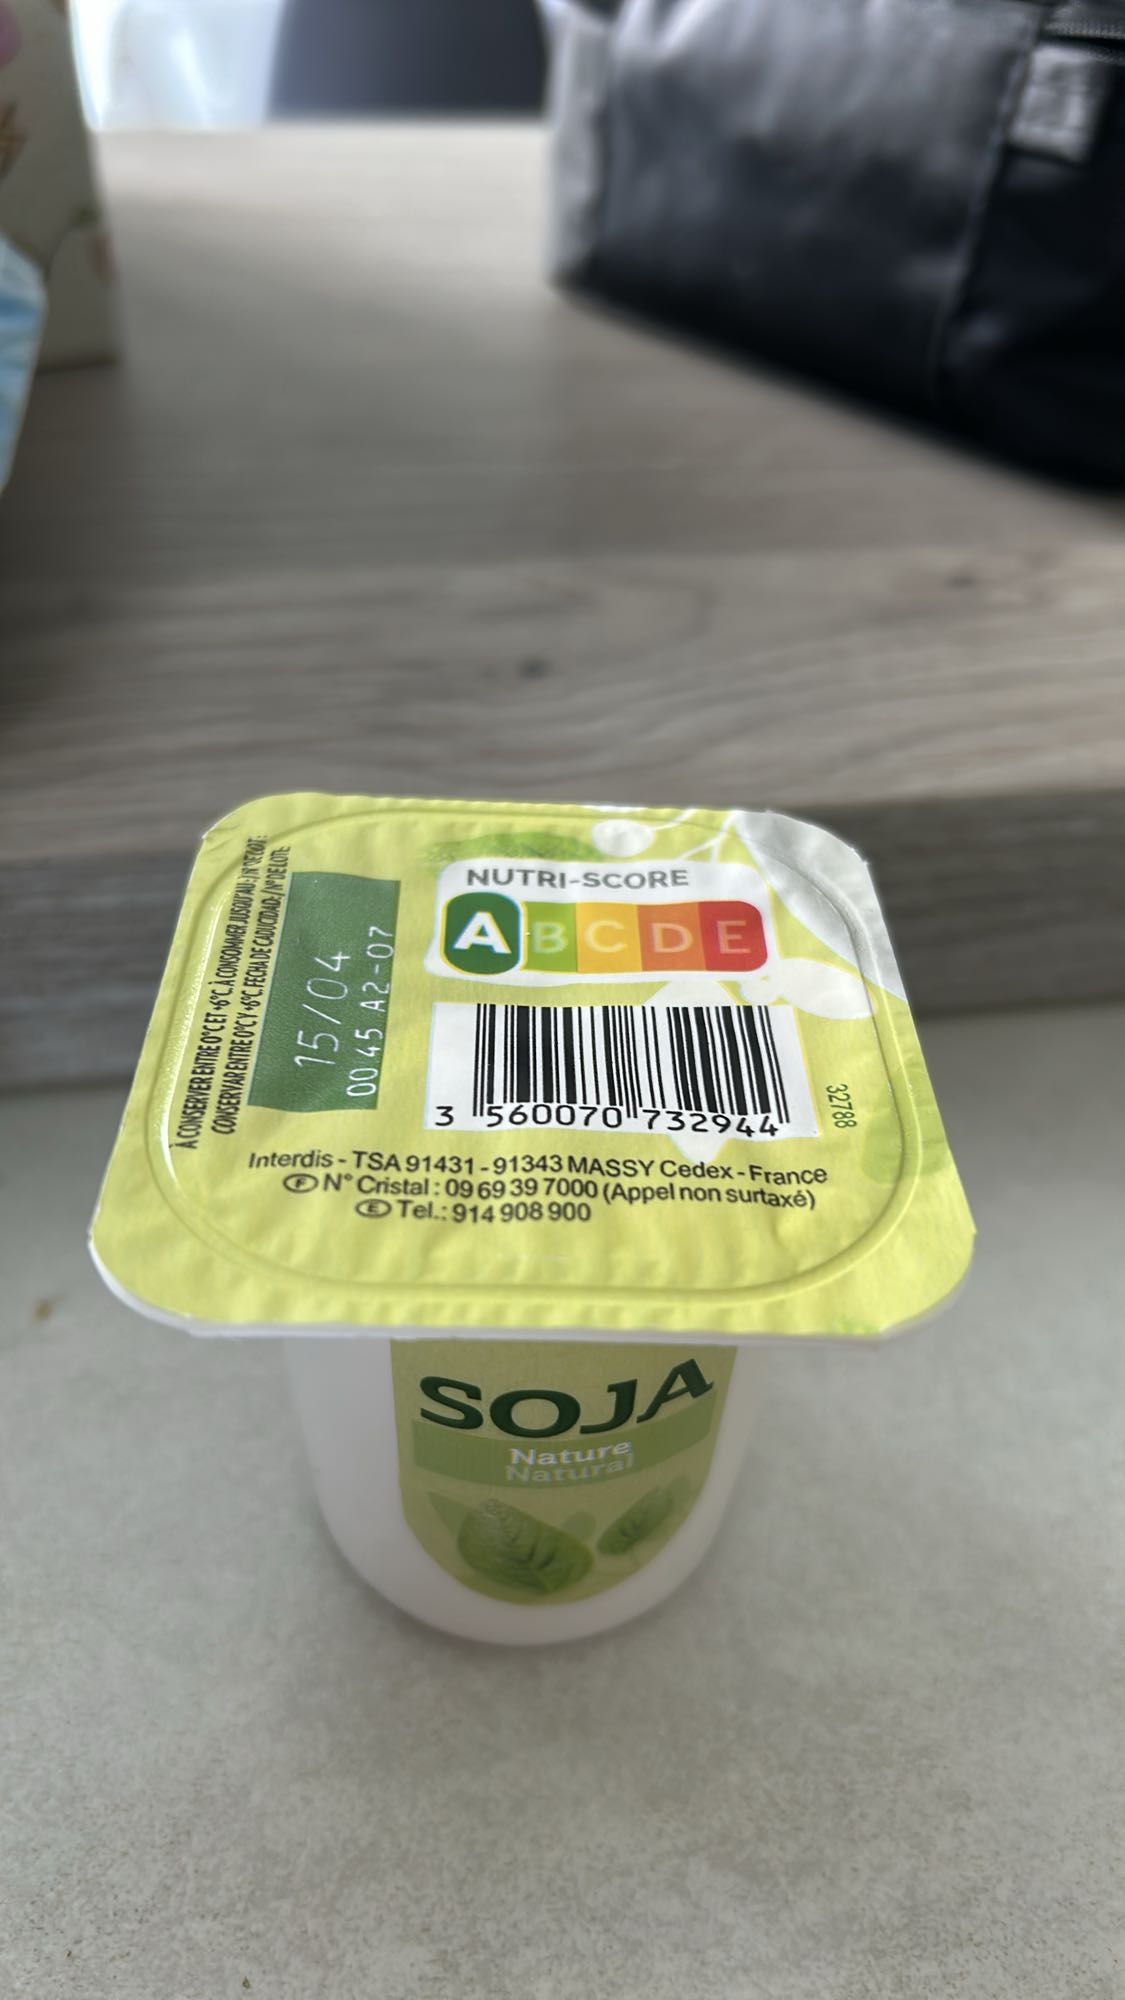 À CONSERVER ENTRE 0°C ET +6°C. À CONSOMMER JUSQU'AU : / N° DE LOT :
CONSERVAR ENTRE 0°C Y +6°C. FECHA DE CADUCIDAD: / Nº DE LOTE:
15/04
00:45 A2-07
NUTRI-SCORE
A B C D E
3 560070 732944
32788
Interdis - TSA 91431 - 91343 MASSY Cedex - France
F N° Cristal : 09 69 39 7000 (Appel non surtaxé)
E Tel.: 914 908 900
SOJA
Nature
Natural